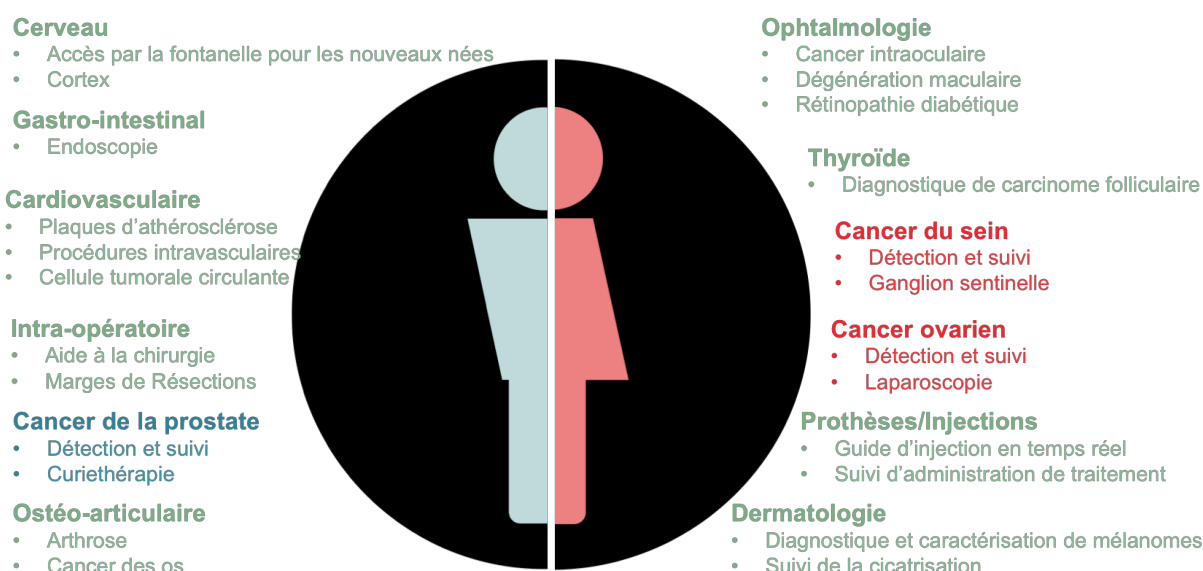 Cerveau
• Accès par la fontanelle pour les nouveaux nées
• Cortex
Gastro-intestinal
• Endoscopie
Cardiovasculaire
• Plaques d’athérosclérose
• Procédures intravasculaires
• Cellule tumorale circulante
Intra-opératoire
• Aide à la chirurgie
• Marges de Résections
Cancer de la prostate
• Détection et suivi
• Curiethérapie
Ostéo-articulaire
• Arthrose
• Cancer des os
Ophtalmologie
• Cancer intraoculaire
• Dégénération maculaire
• Rétinopathie diabétique
Thyroïde
• Diagnostique de carcinome folliculaire
Cancer du sein
• Détection et suivi
• Ganglion sentinelle
Cancer ovarien
• Détection et suivi
• Laparoscopie
Prothèses/Injections
• Guide d’injection en temps réel
• Suivi d’administration de traitement
Dermatologie
• Diagnostique et caractérisation de mélanomes
• Suivi de la cicatrisation